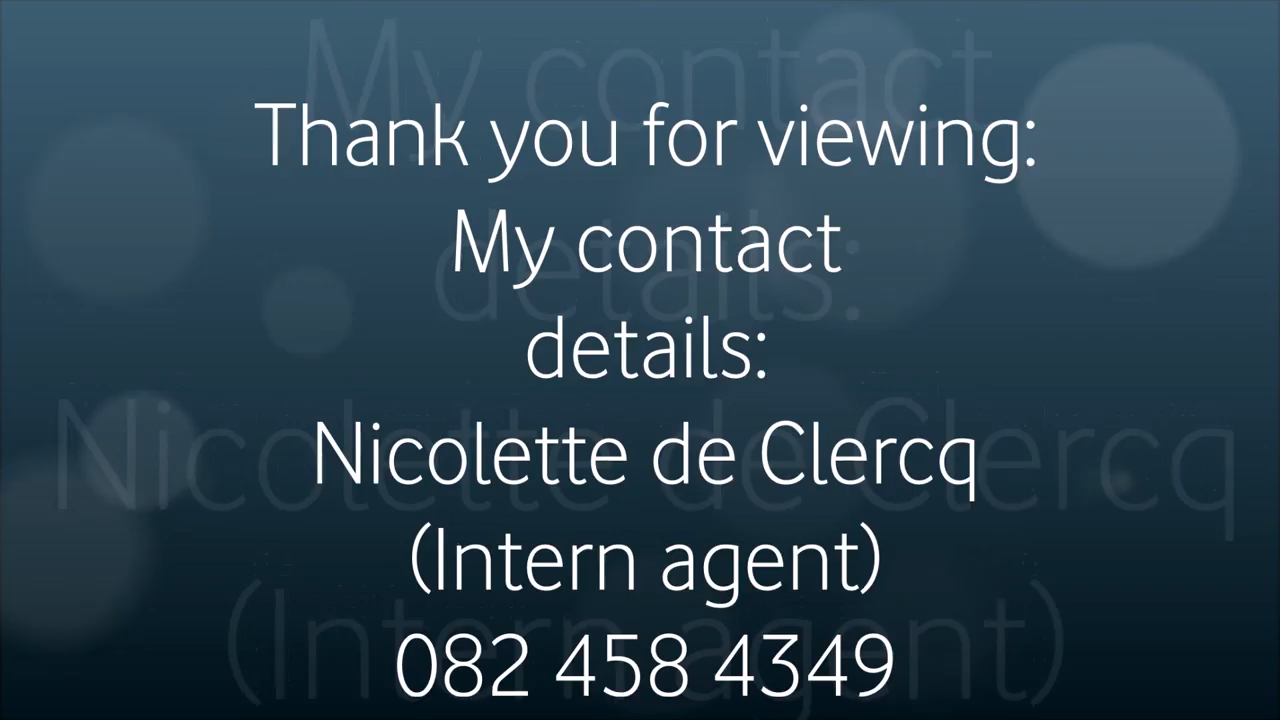 Thank you for viewing:
My contact
details:
Nicolette de Clercq
(Intern agent)
082 458 4349